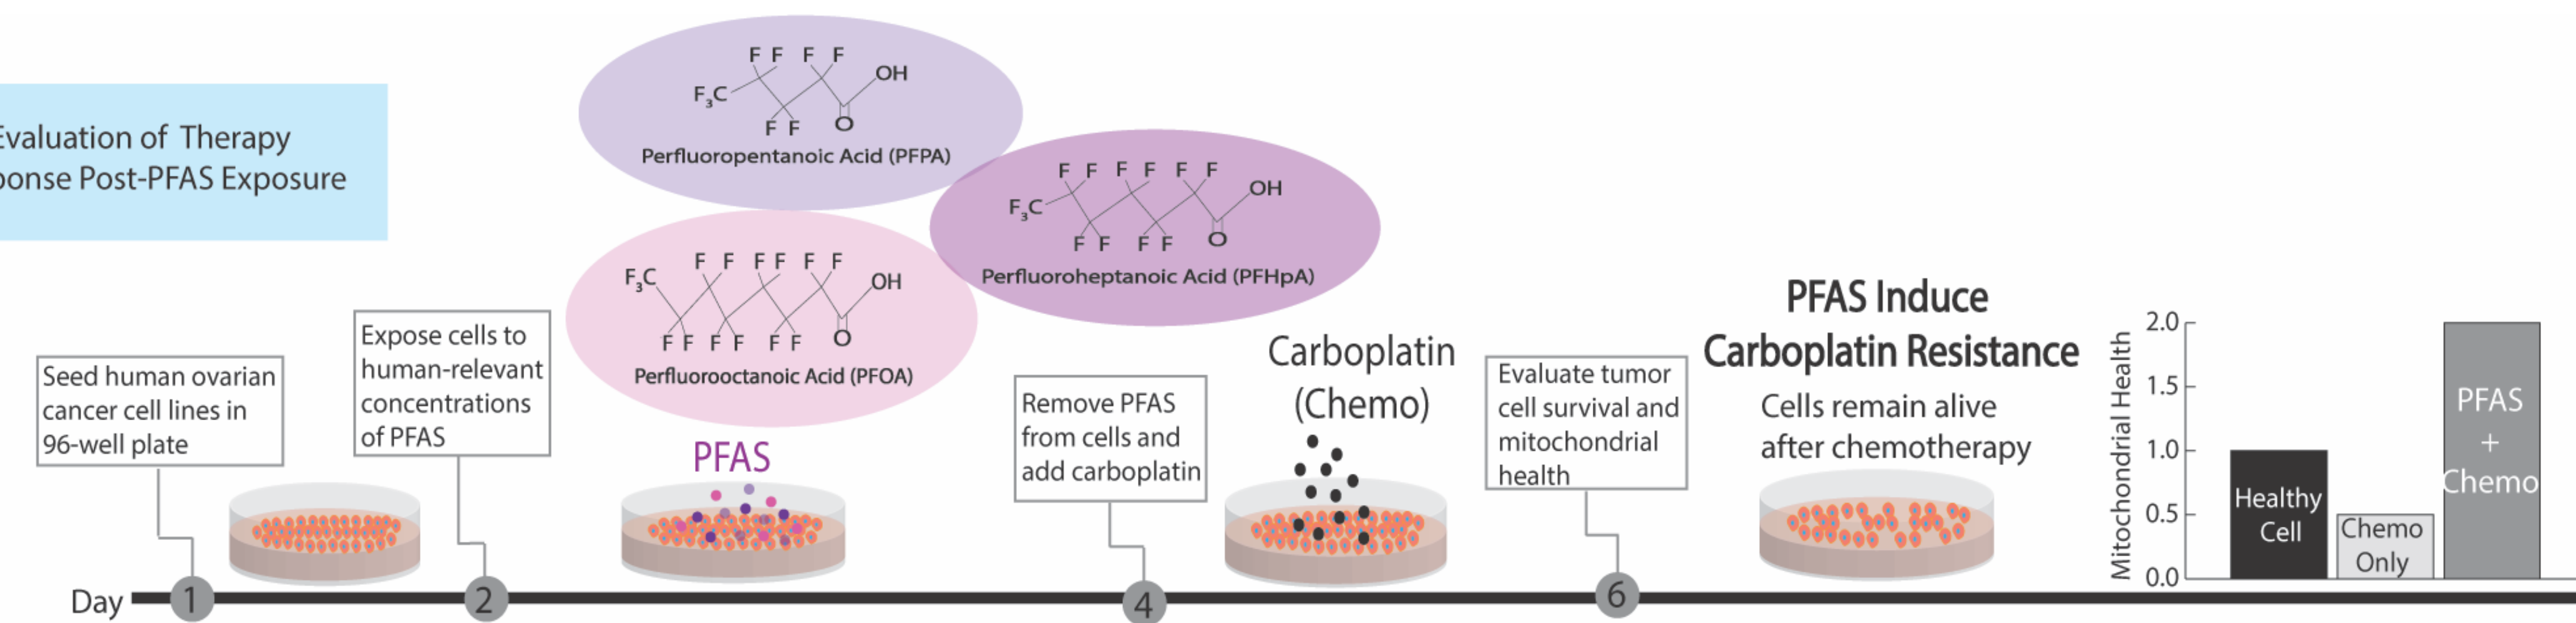 Evaluation of Therapy
ponse Post-PFAS Exposure
Seed human ovarian
cancer cell lines in
96-well plate
Expose cells to
human-relevant
concentrations
of PFAS
F F F F
OH
F₃C
F F
O
Perfluoropentanoic Acid (PFPA)
F F F F F F
OH
F₃C
F F F F
O
Perfluoroheptanoic Acid (PFHpA)
F F F F F F
F₃C
OH
F F F F F F
O
Perfluorooctanoic Acid (PFOA)
PFAS
Remove PFAS
from cells and
add carboplatin
Carboplatin
(Chemo)
Evaluate tumor
cell survival and
mitochondrial
health
PFAS Induce
Carboplatin Resistance
Cells remain alive
after chemotherapy
Mitochondrial Health
2.0
1.5
1.0
0.5
0.0
Healthy
Cell
Chemo
Only
PFAS
+
Chemo
Day 1 2 4 6